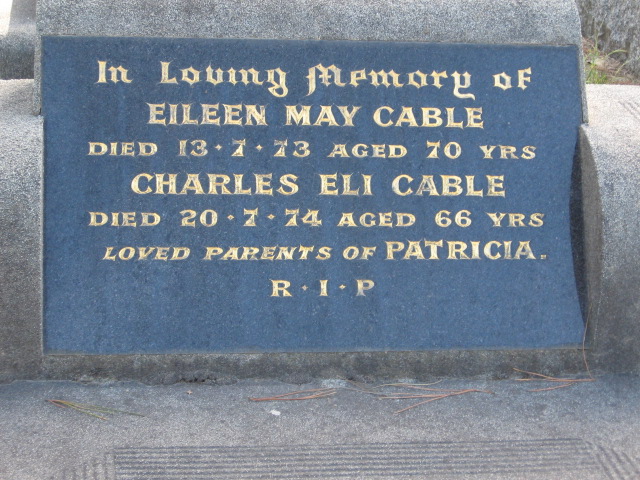 In Loving Memory of
EILEEN MAY CABLE
DIED 13·7·73 AGED 70 YRS
CHARLES ELI CABLE
DIED 20·7·74 AGED 66 YRS
LOVED PARENTS OF PATRICIA.
R·I·P